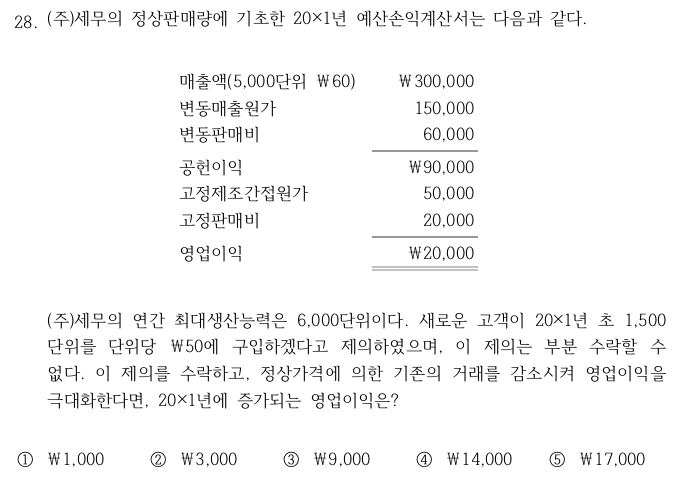 28. (주)세무의 정상판매량에 기초한 20×1년 예산손익계산서는 다음과 같다.
매출액(5,000단위 ₩60) ₩300,000
변동매출원가 150,000
변동판매비 60,000
공헌이익 ₩90,000
고정제조간접원가 50,000
고정판매비 20,000
영업이익 ₩20,000
(주)세무의 연간 최대생산능력은 6,000단위이다. 새로운 고객이 20×1년 초 1,500
단위를 단위당 ₩50에 구입하겠다고 제의하였으며, 이 제의는 부분 수락할 수
없다. 이 제의를 수락하고, 정상가격에 의한 기존의 거래를 감소시켜 영업이익을
극대화한다면, 20×1년에 증가되는 영업이익은?
① ₩1,000 ② ₩3,000 ③ ₩9,000 ④ ₩14,000 ⑤ ₩17,000